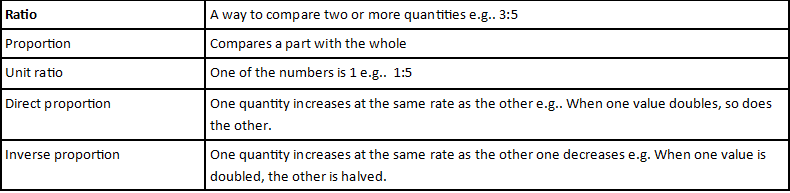 Ratio
A way to compare two or more quantities e.g.. 3:5
Proportion
Compares a part with the whole
Unit ratio
One of the numbers is 1 e.g.. 1:5
Direct proportion
One quantity increases at the same rate as the other e.g.. When one value doubles, so does
the other.
Inverse proportion
One quantity increases at the same rate as the other one decreases e.g. When one value is
doubled, the other is halved.